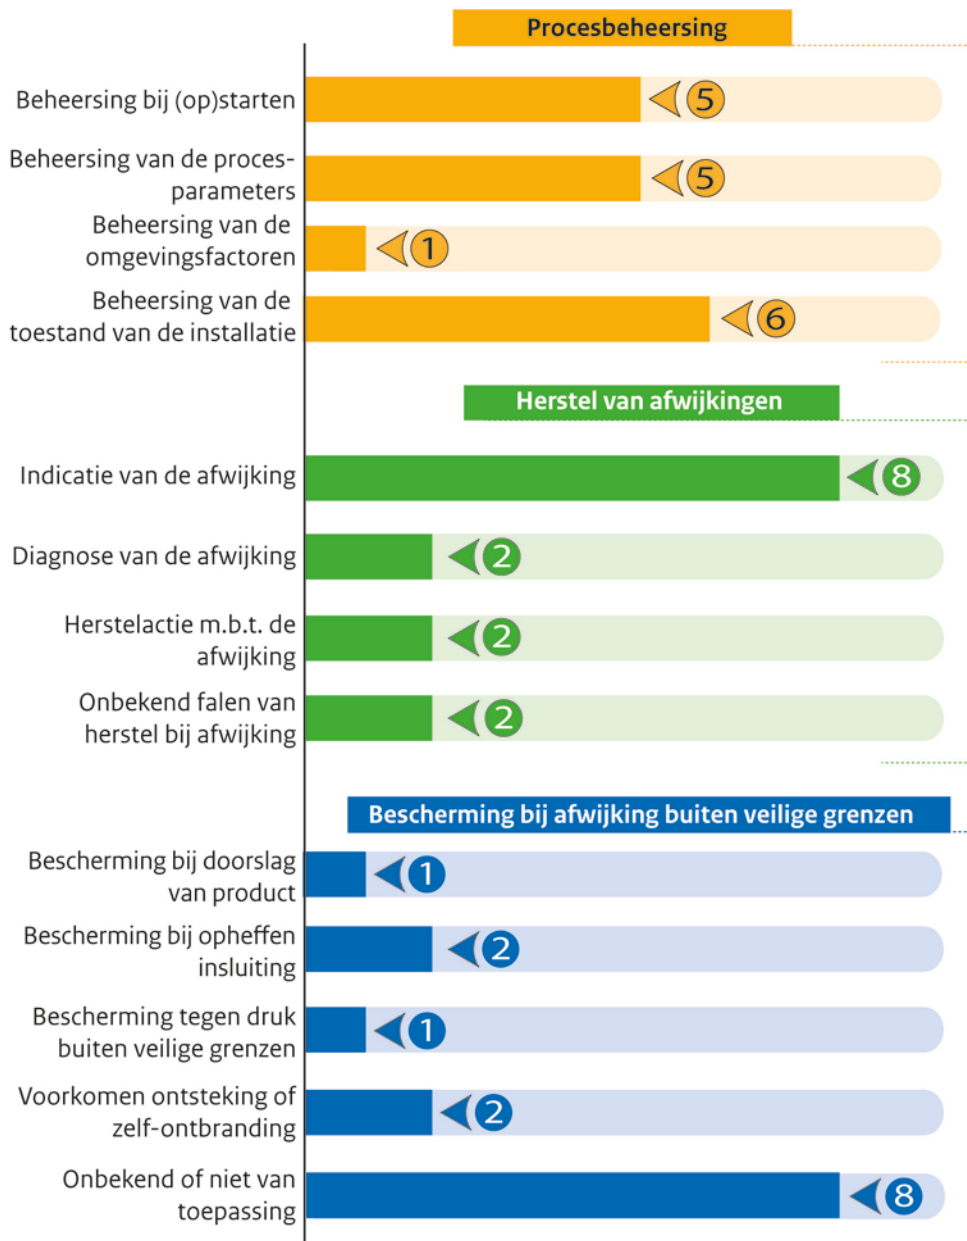 Procesbeheersing
Beheersing bij (op)starten
5
Beheersing van de proces-
parameters
5
Beheersing van de
omgevingsfactoren
1
Beheersing van de
toestand van de installatie
6
Herstel van afwijkingen
Indicatie van de afwijking
8
Diagnose van de afwijking
2
Herstelactie m.b.t. de
afwijking
2
Onbekend falen van
herstel bij afwijking
2
Bescherming bij afwijking buiten veilige grenzen
Bescherming bij doorslag
van product
1
Bescherming bij opheffen
insluiting
2
Bescherming tegen druk
buiten veilige grenzen
1
Voorkomen ontsteking of
zelf-ontbranding
2
Onbekend of niet van
toepassing
8